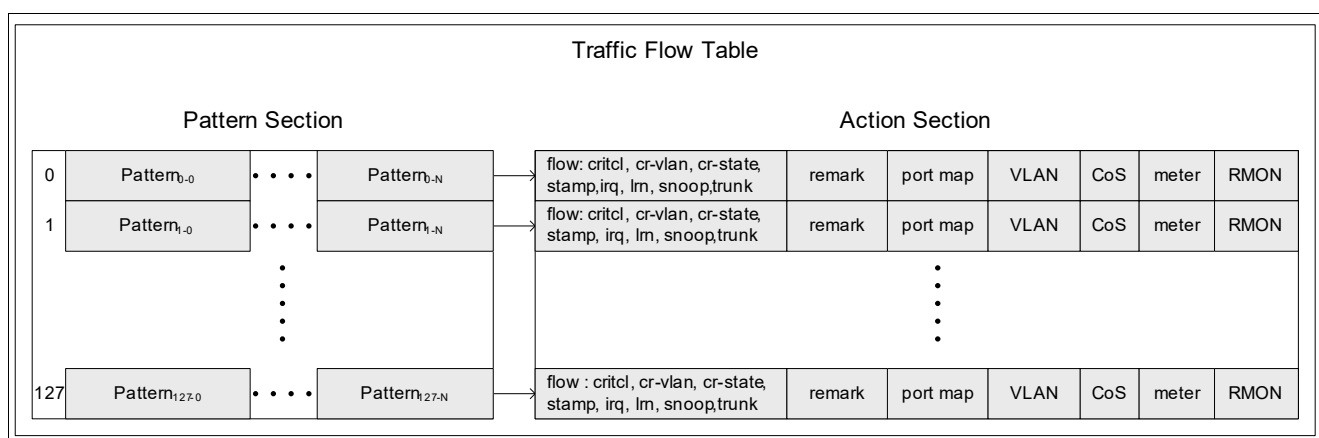 Traffic Flow Table
Pattern Section
Action Section
0 Pattern0-0 Pattern0-N flow: critcl, cr-vlan, cr-state, remark port map VLAN CoS meter RMON
stamp,irq, lrn, snoop,trunk
1 Pattern1-0 Pattern1-N flow: critcl, cr-vlan, cr-state, remark port map VLAN CoS meter RMON
stamp, irq, lrn, snoop,trunk
127 Pattern127-0 Pattern127-N flow : critcl, cr-vlan, cr-state, remark port map VLAN CoS meter RMON
stamp, irq, lrn, snoop,trunk